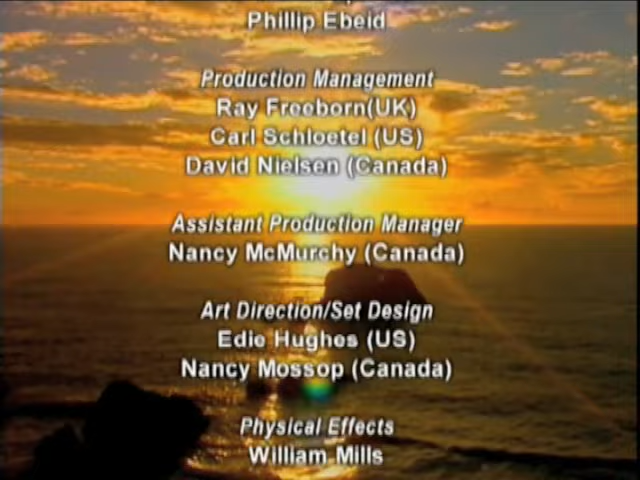 Phillip Ebeid
Production Management
Ray Freeborn(UK)
Carl Schloetel (US)
David Nielsen (Canada)
Assistant Production Manager
Nancy McMurchy (Canada)
Art Direction/Set Design
Edie Hughes (US)
Nancy Mossop (Canada)
Physical Effects
William Mills